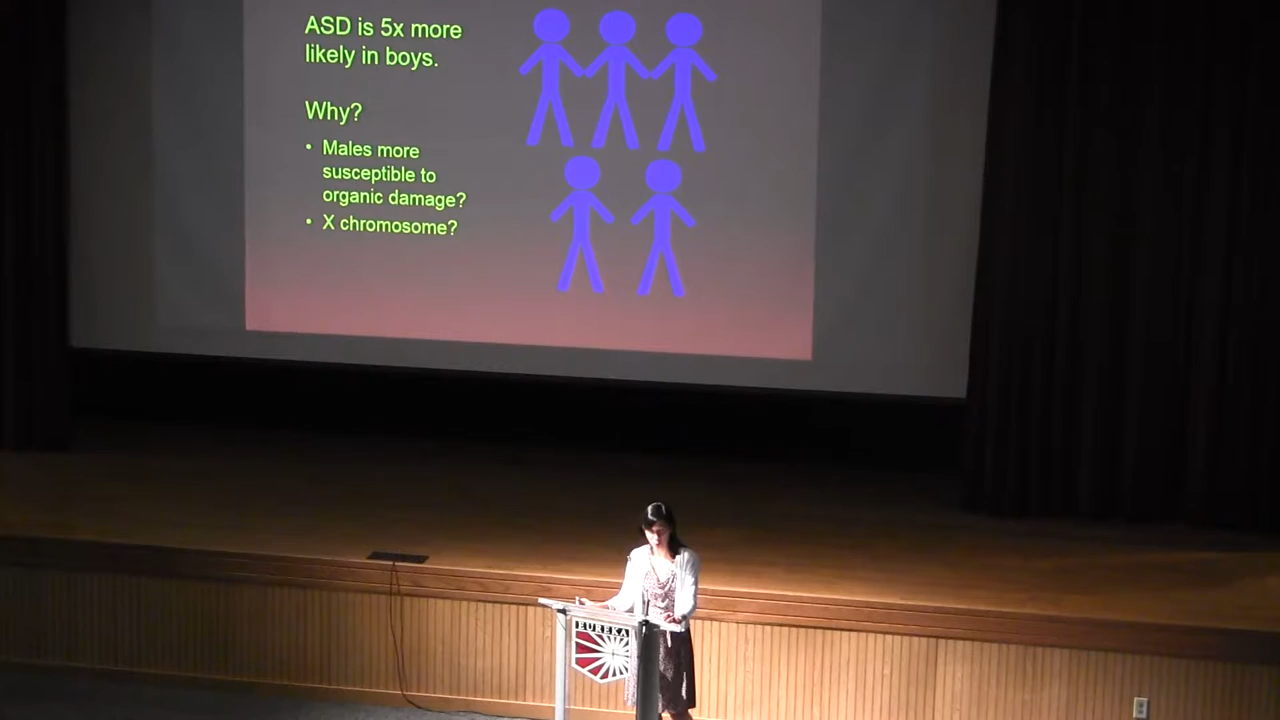 ASD is 5x more
likely in boys.
Why?
• Males more
susceptible to
organic damage?
• X chromosome?
EUREKA